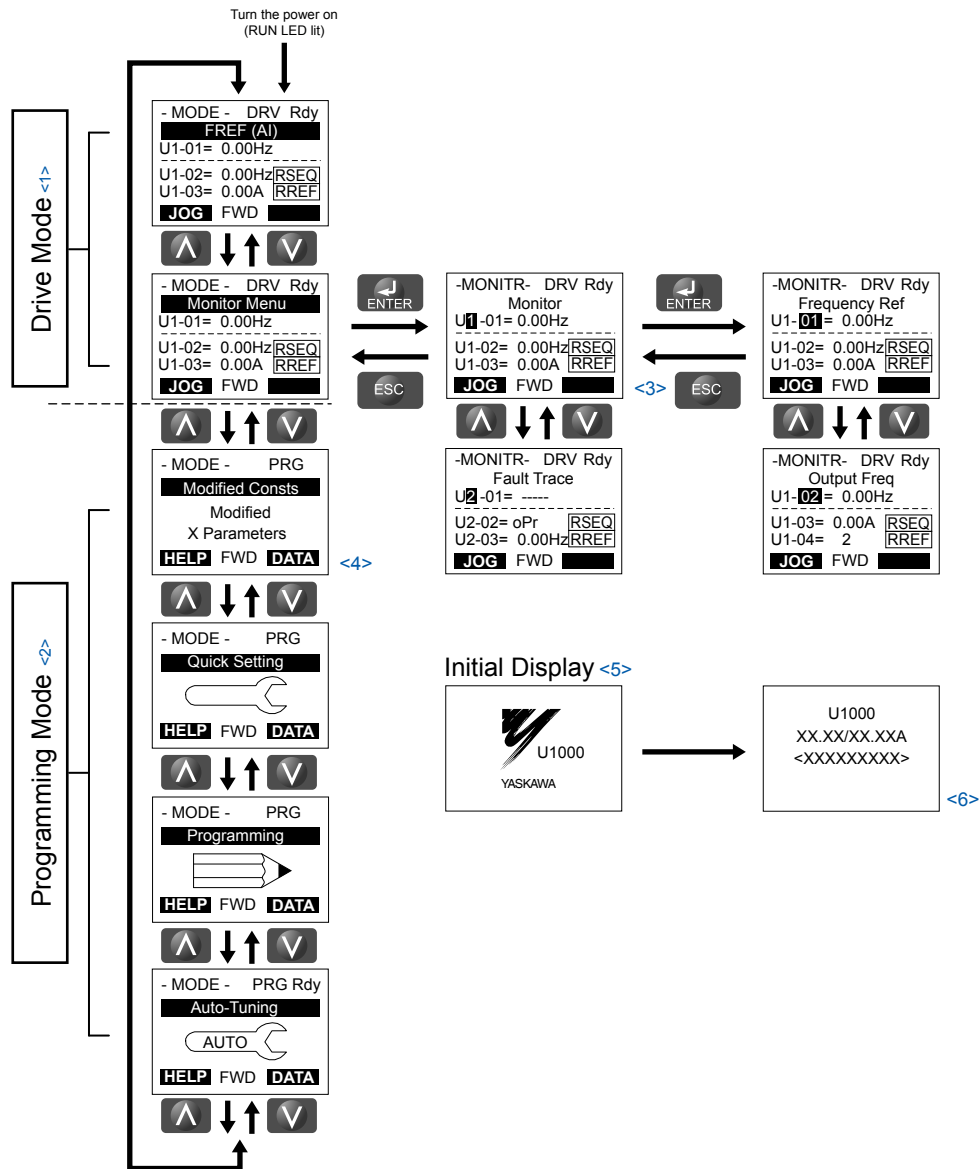 Turn the power on
(RUN LED lit)
Drive Mode <1>
- MODE - DRV Rdy
FREF (AI)
U1-01= 0.00Hz
U1-02= 0.00Hz RSEQ
U1-03= 0.00A RREF
JOG FWD
- MODE - DRV Rdy
Monitor Menu
U1-01= 0.00Hz
U1-02= 0.00Hz RSEQ
U1-03= 0.00A RREF
JOG FWD
ENTER
ESC
-MONITR- DRV Rdy
Monitor
U1 -01= 0.00Hz
U1-02= 0.00Hz RSEQ
U1-03= 0.00A RREF
JOG FWD
<3>
ENTER
ESC
-MONITR- DRV Rdy
Frequency Ref
U1- 01 = 0.00Hz
U1-02= 0.00Hz RSEQ
U1-03= 0.00A RREF
JOG FWD
-MONITR- DRV Rdy
Fault Trace
U2 -01= -----
U2-02= oPr RSEQ
U2-03= 0.00Hz RREF
JOG FWD
-MONITR- DRV Rdy
Output Freq
U1- 02 = 0.00Hz
U1-03= 0.00A RSEQ
U1-04= 2 RREF
JOG FWD
Programming Mode <2>
- MODE - PRG
Modified Consts
Modified
X Parameters
HELP FWD DATA
<4>
- MODE - PRG
Quick Setting
HELP FWD DATA
- MODE - PRG
Programming
HELP FWD DATA
- MODE - PRG Rdy
Auto-Tuning
AUTO
HELP FWD DATA
Initial Display <5>
U1000
YASKAWA
U1000
XX.XX/XX.XXA
<XXXXXXXXX>
<6>